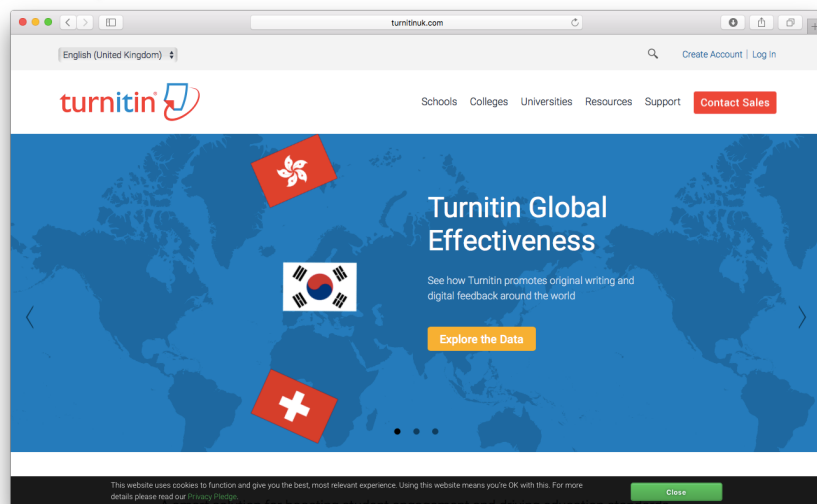 turnitinuk.com
English (United Kingdom)
Create Account | Log In
turnitin
Schools Colleges Universities Resources Support Contact Sales
Turnitin Global
Effectiveness
See how Turnitin promotes original writing and
digital feedback around the world
Explore the Data
This website uses cookies to function and give you the best, most relevant experience. Using this website means you're OK with this. For more
details please read our Privacy Pledge.
Close